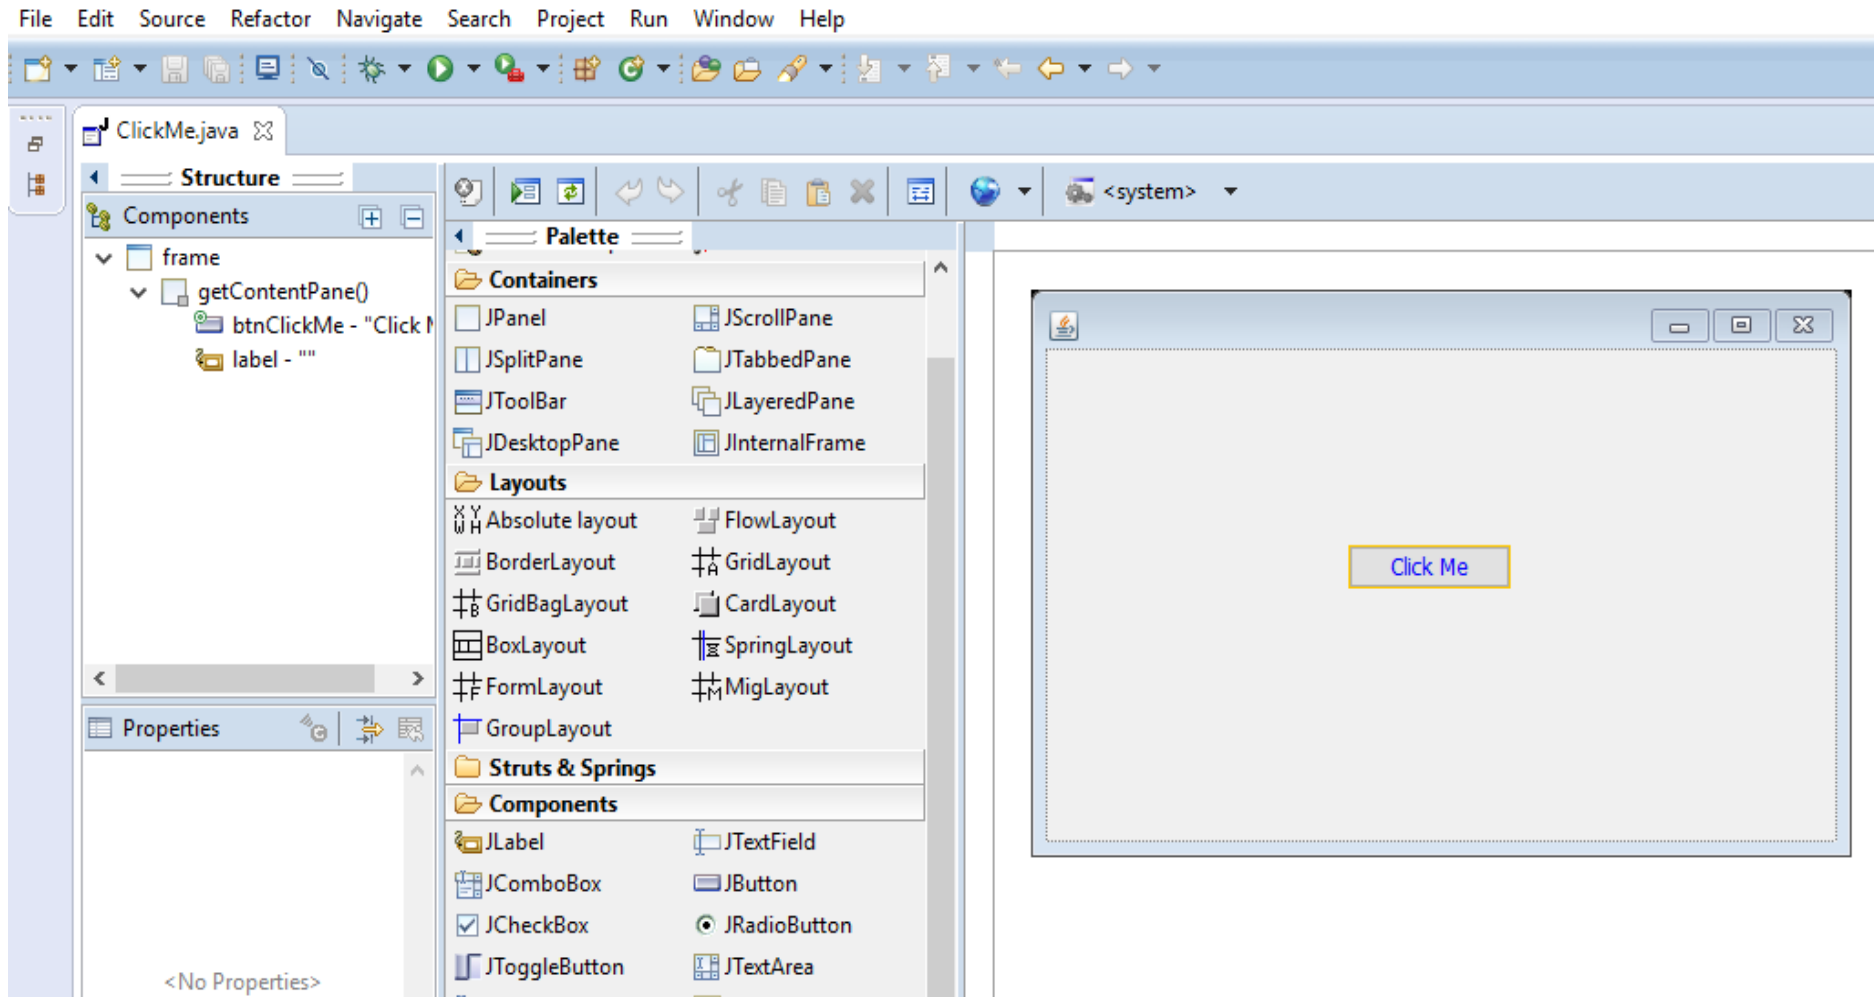 File Edit Source Refactor Navigate Search Project Run Window Help
ClickMe.java
Structure
Components
frame
getContentPane()
btnClickMe - "Click
label - ""
Properties
<No Properties>
<system>
Palette
Containers
JPanel JScrollPane
JSplitPane JTabbedPane
JToolBar JLayeredPane
JDesktopPane JInternalFrame
Layouts
Absolute layout FlowLayout
BorderLayout GridLayout
GridBagLayout CardLayout
BoxLayout SpringLayout
FormLayout MigLayout
GroupLayout
Struts & Springs
Components
JLabel JTextField
JComboBox JButton
JCheckBox JRadioButton
JToggleButton JTextArea
Click Me